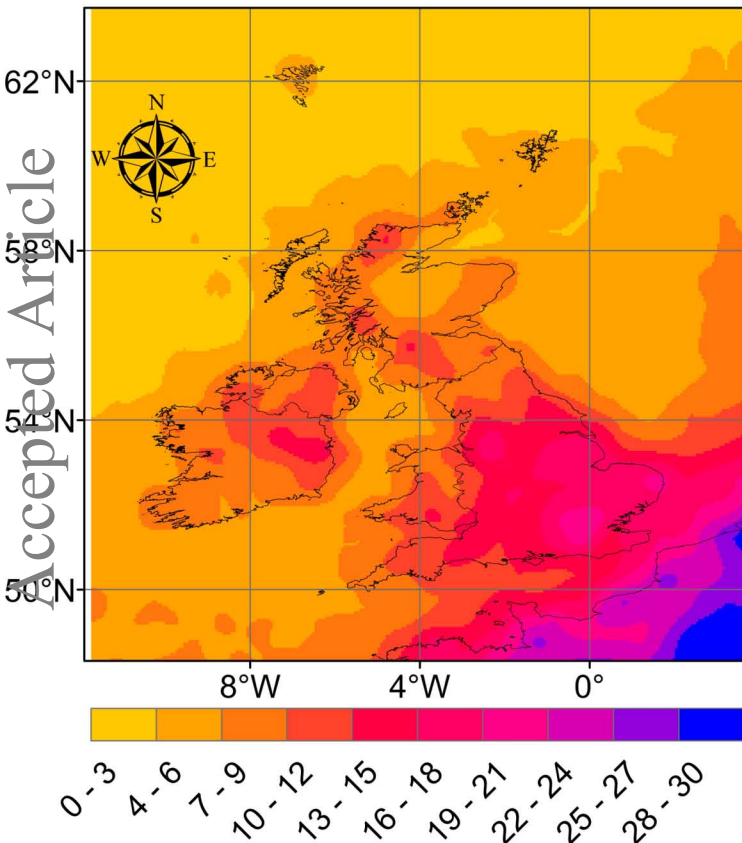 62°N
N
W E
S
58°N
54°N
50°N
Accepted Article
8°W 4°W 0°
0 - 3 4 - 6 7 - 9 10 - 12 13 - 15 16 - 18 19 - 21 22 - 24 25 - 27 28 - 30